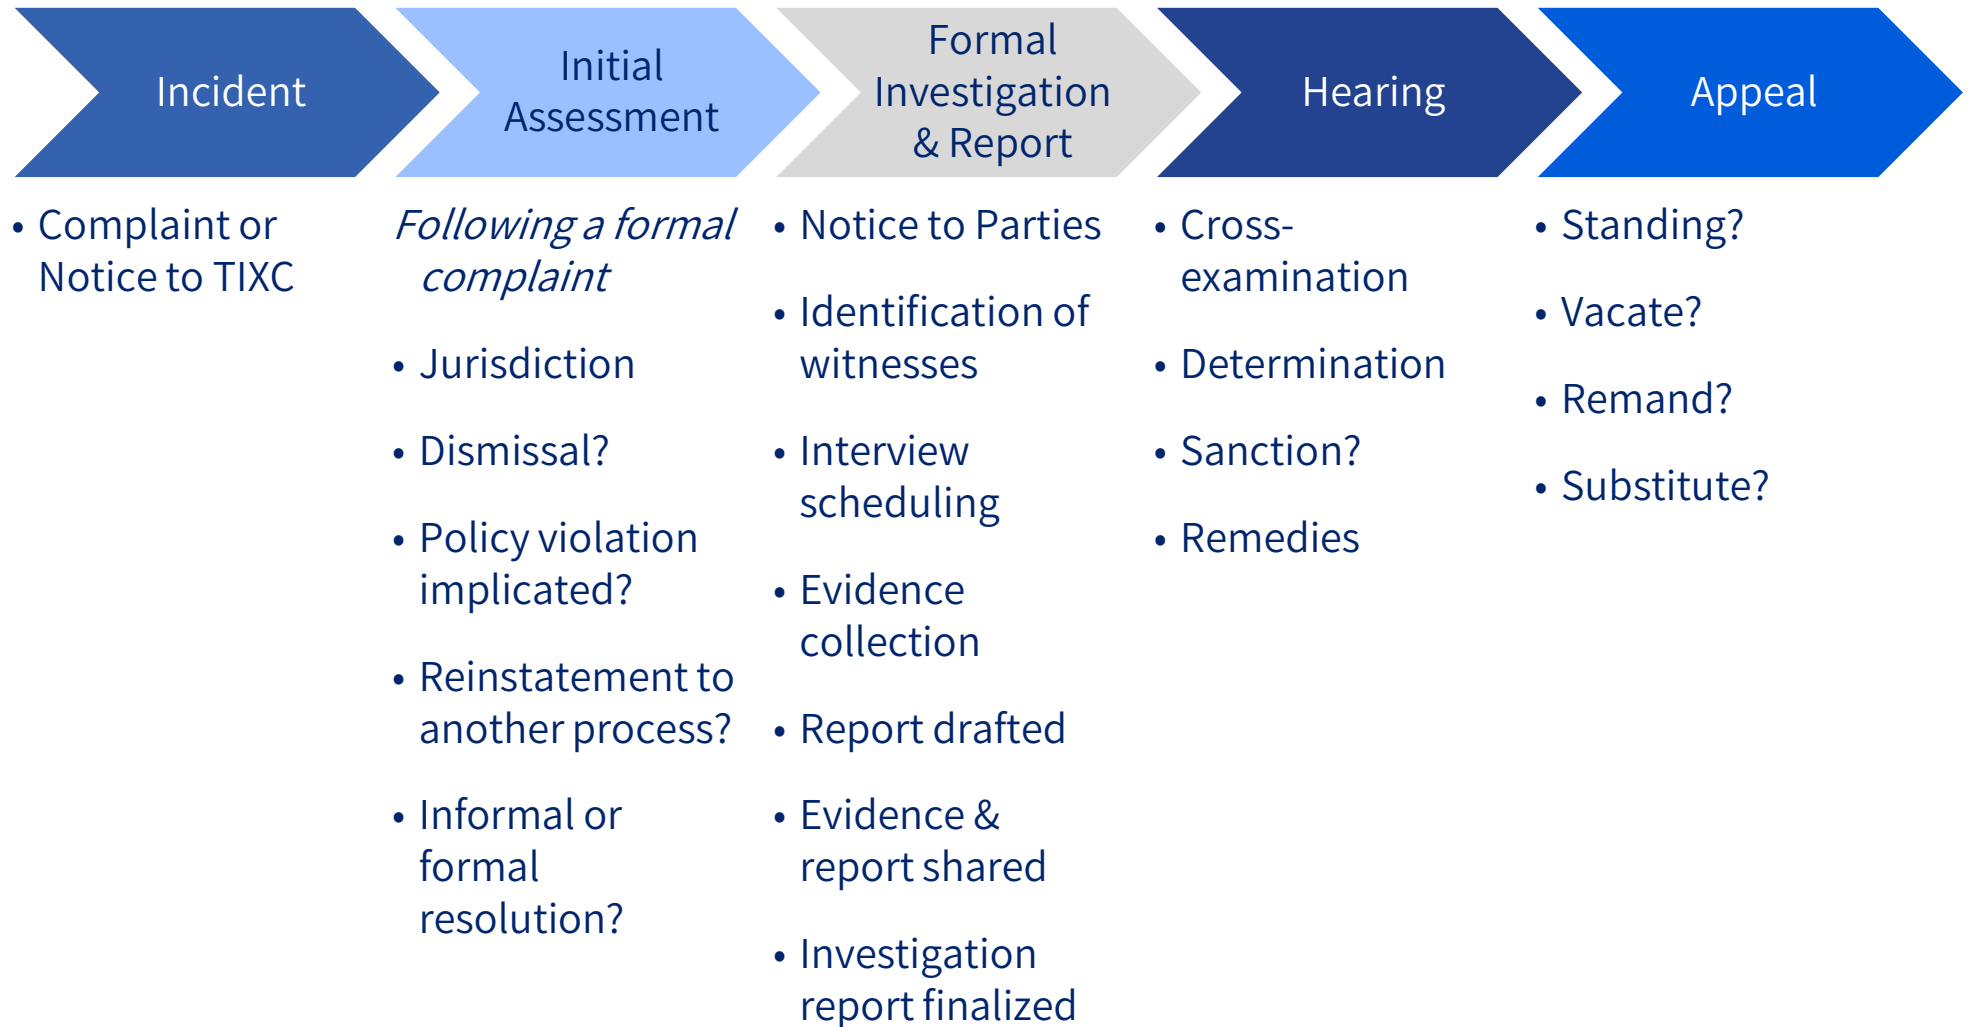 Incident
Initial
Assessment
Formal
Investigation
& Report
Hearing
Appeal
• Complaint or
Notice to TIXC
Following a formal
complaint
• Jurisdiction
• Dismissal?
• Policy violation
implicated?
• Reinstatement to
another process?
• Informal or
formal
resolution?
• Notice to Parties
• Identification of
witnesses
• Interview
scheduling
• Evidence
collection
• Report drafted
• Evidence &
report shared
• Investigation
report finalized
• Cross-
examination
• Determination
• Sanction?
• Remedies
• Standing?
• Vacate?
• Remand?
• Substitute?